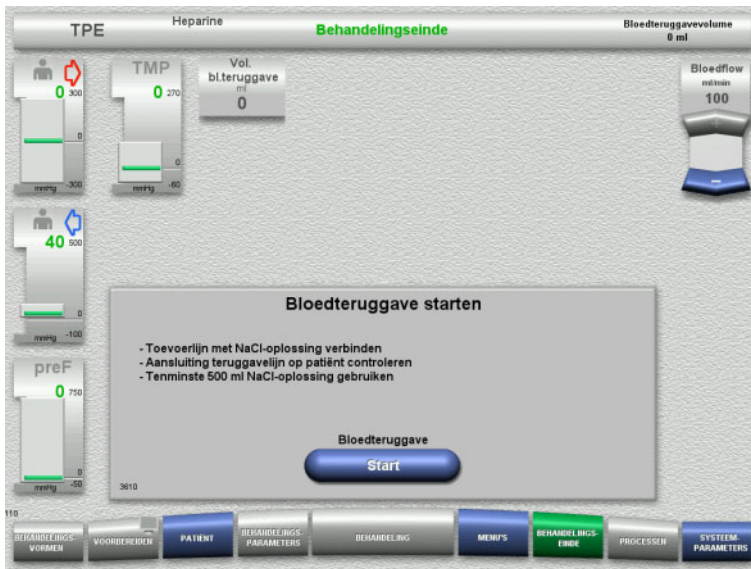 TPE
Heparine
Behandelingseinde
Bloedteruggavevolume
0 ml
0 300
0
mmHg -300
TMP
0 270
0
mmHg -60
Vol.
bl.teruggave
ml
0
Bloedflow
ml/min
100
40 500
0
mmHg -100
preF
0 750
0
mmHg -50
Bloedteruggave starten
- Toevoerlijn met NaCl-oplossing verbinden
- Aansluiting teruggavelijn op patiënt controleren
- Tenminste 500 ml NaCl-oplossing gebruiken
Bloedteruggave
Start
3610
110
BEHANDELINGS-
VORMEN
VOORBEREIDEN
PATIËNT
BEHANDELINGS-
PARAMETERS
BEHANDELING
MENU'S
BEHANDELINGS-
EINDE
PROCESSEN
SYSTEEM-
PARAMETERS